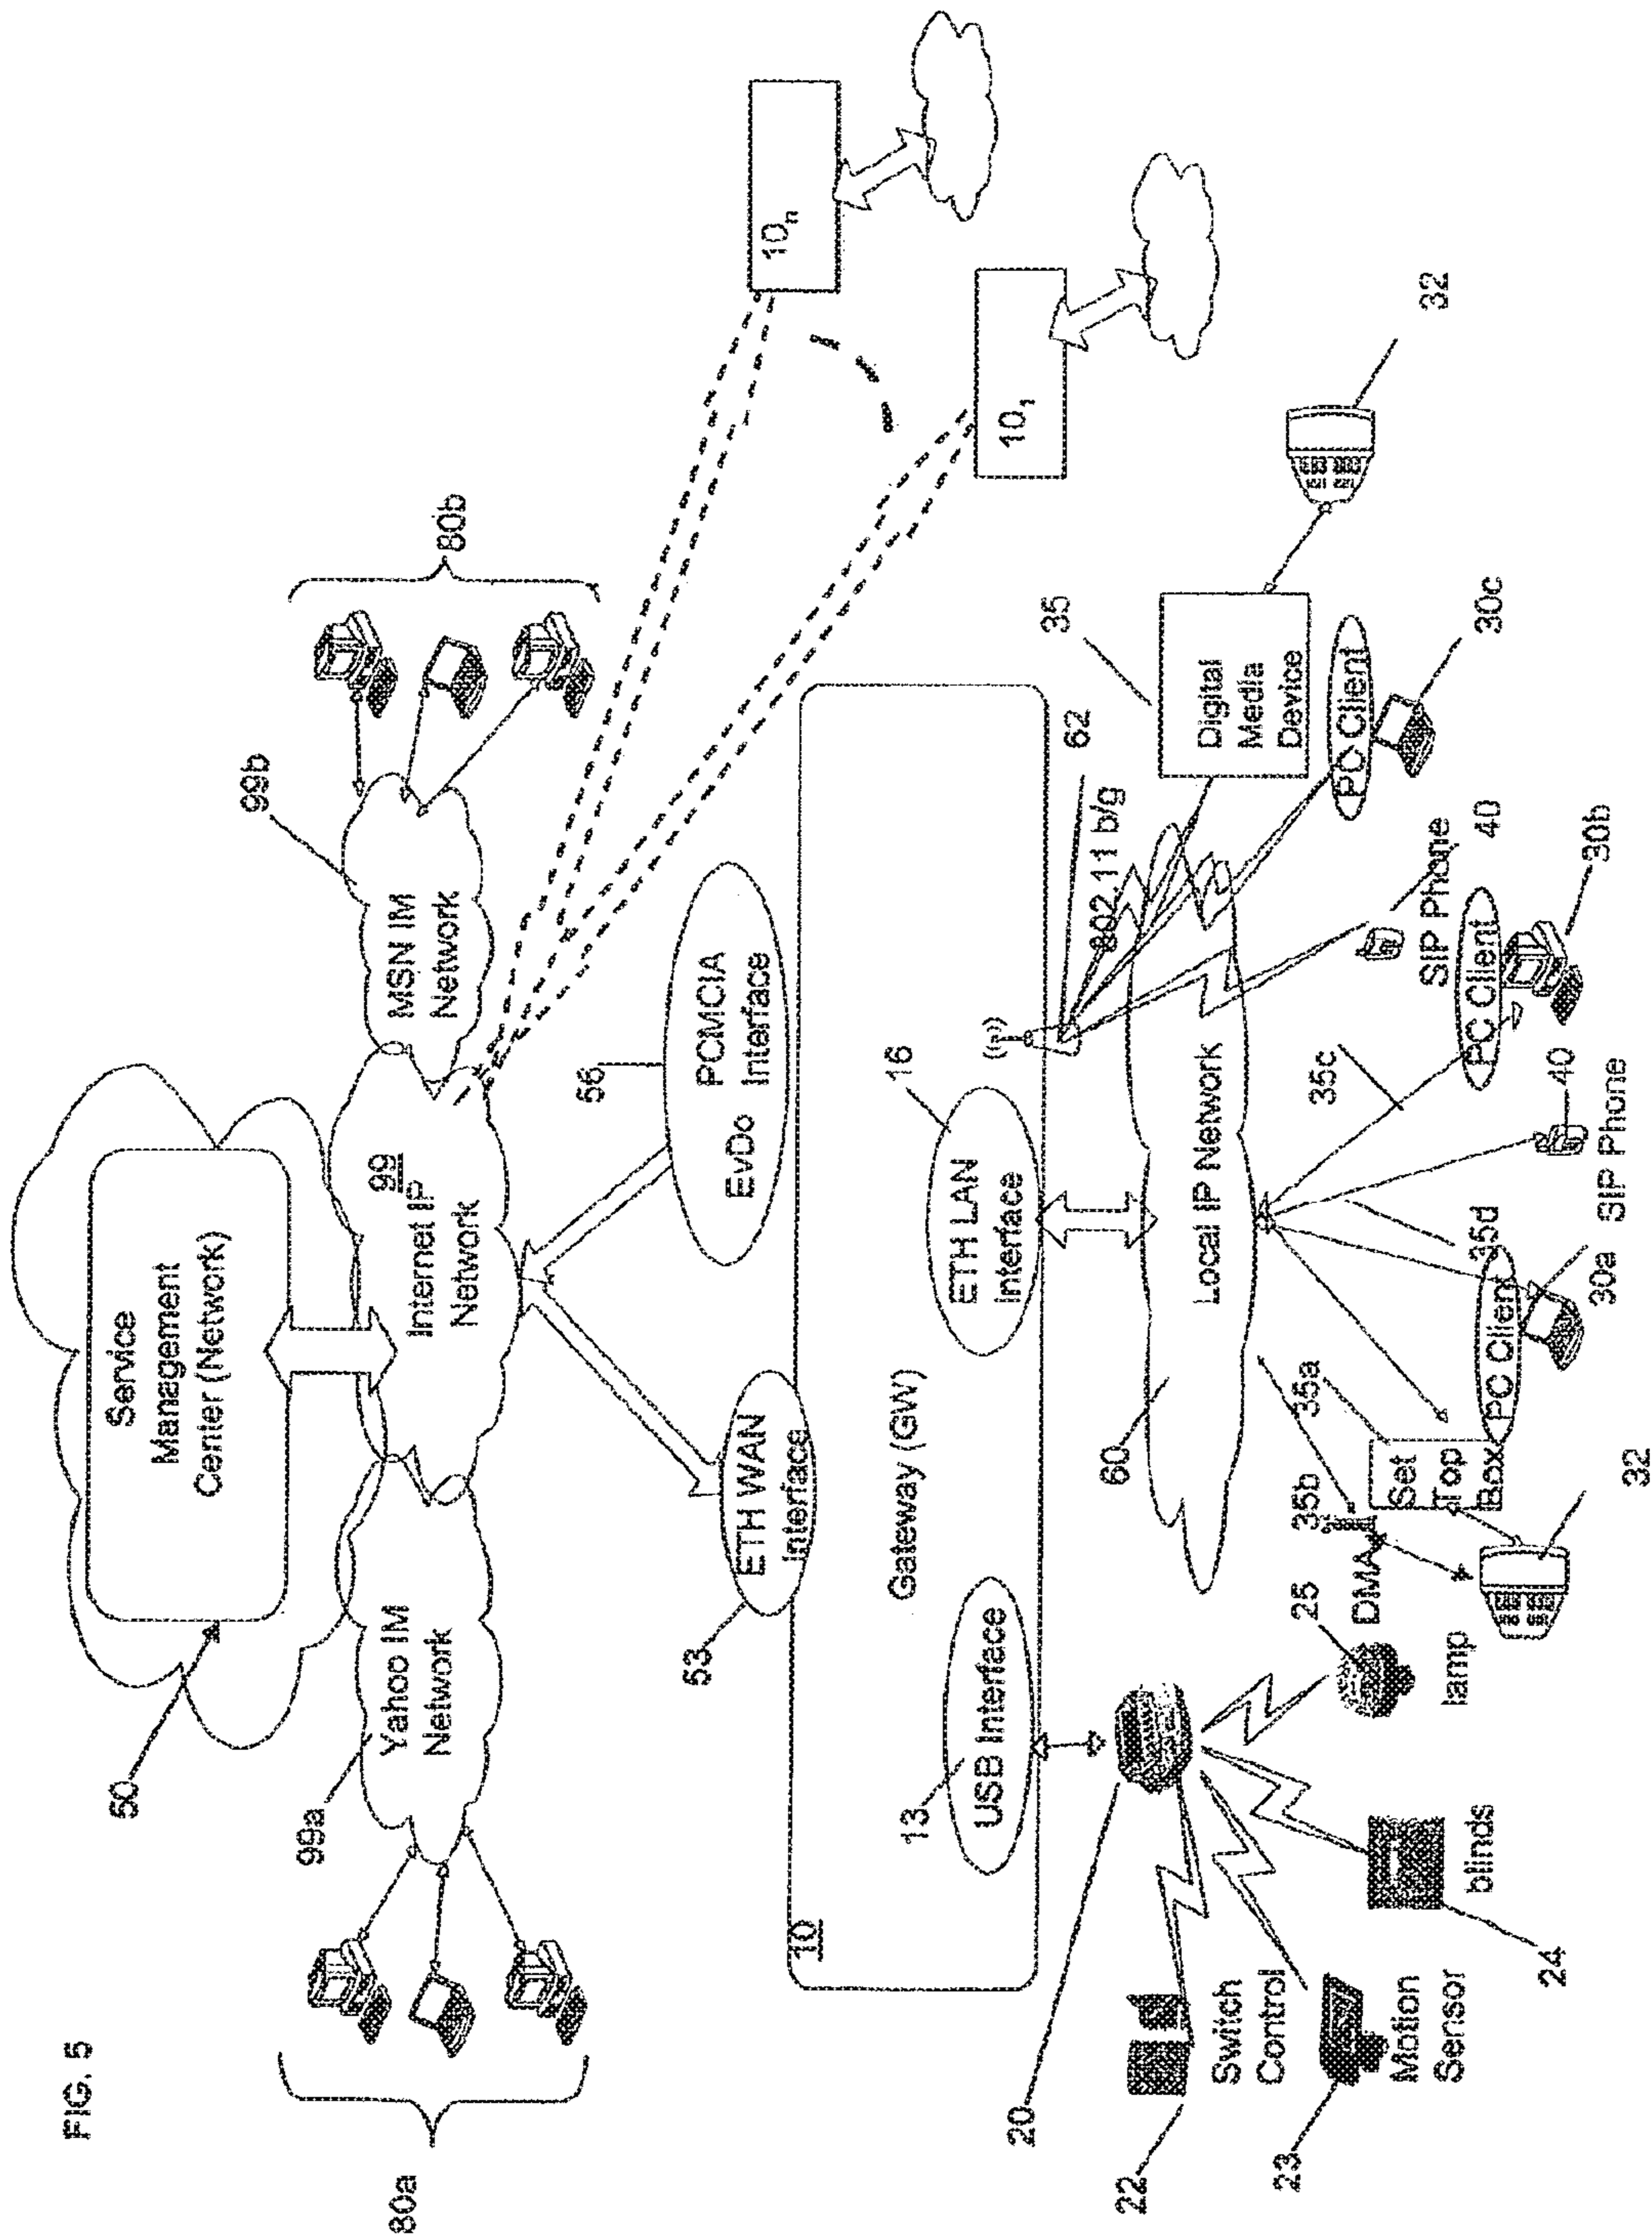 FIG. 5
50
Service
Management
Center (Network)
80a
99a
Yahoo IM
Network
99
Internet IP
Network
99b
MSN IM
Network
80b
53
ETH WAN
Interface
56
PCMCIA
EvDo Interface
10
Gateway (GW)
13
USB Interface
16
ETH LAN
Interface
62
802.11 b/g
10n
101
60
Local IP Network
20
22
Switch
Control
23
Motion
Sensor
24
blinds
25
lamp
DMA
35b
35a
Set
Top
Box
32
PC Client
30a
35d
SIP Phone
40
35c
PC Client
30b
SIP Phone
40
35
Digital
Media
Device
PC Client
30c
32